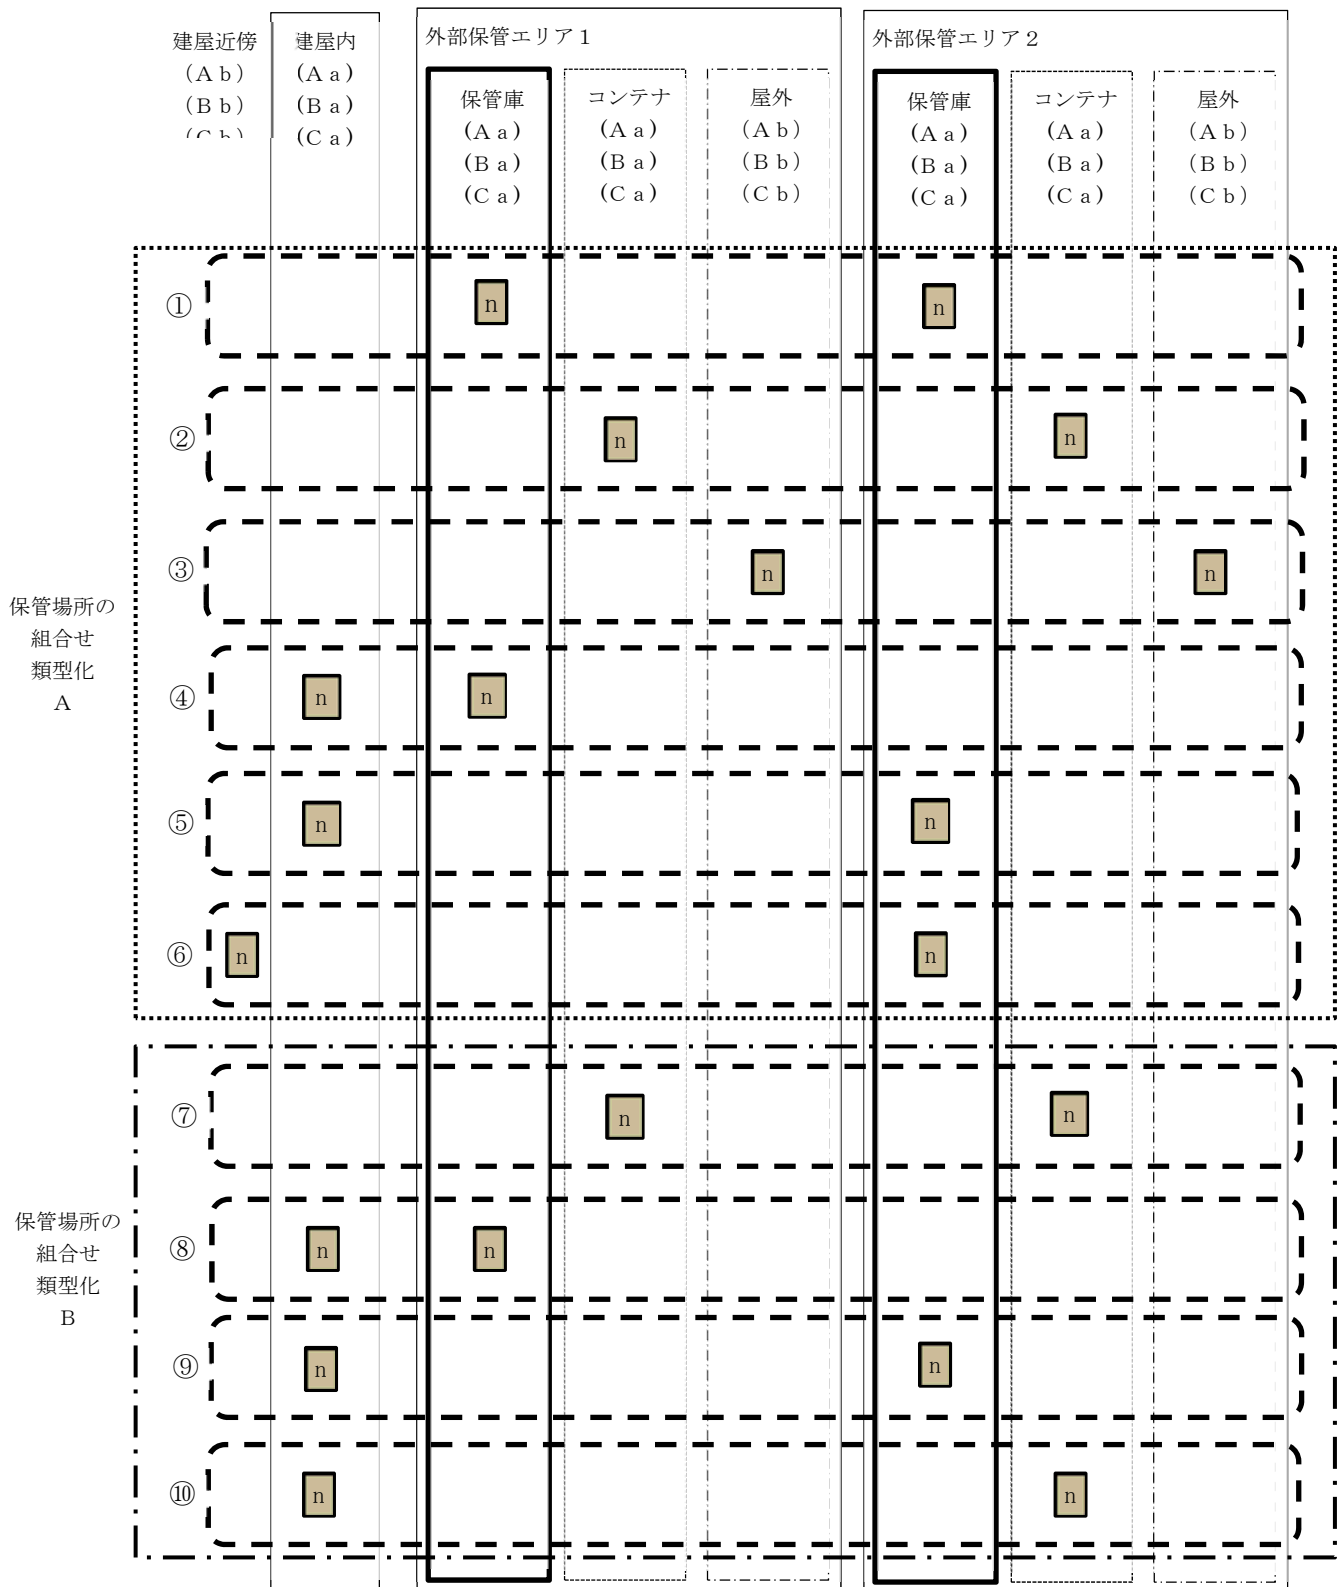 外部保管エリア１
外部保管エリア２
建屋近傍
（Ａｂ）
（Ｂｂ）
建屋内
（Ａａ）
（Ｂａ）
（Ｃａ）
保管庫
（Ａａ）
（Ｂａ）
（Ｃａ）
コンテナ
（Ａａ）
（Ｂａ）
（Ｃａ）
屋外
（Ａｂ）
（Ｂｂ）
（Ｃｂ）
保管庫
（Ａａ）
（Ｂａ）
（Ｃａ）
コンテナ
（Ａａ）
（Ｂａ）
（Ｃａ）
屋外
（Ａｂ）
（Ｂｂ）
（Ｃｂ）
保管場所の
組合せ
類型化
Ａ
① n n
② n n
③ n n
④ n n
⑤ n n
⑥ n n
保管場所の
組合せ
類型化
Ｂ
⑦ n n
⑧ n n
⑨ n n
⑩ n n